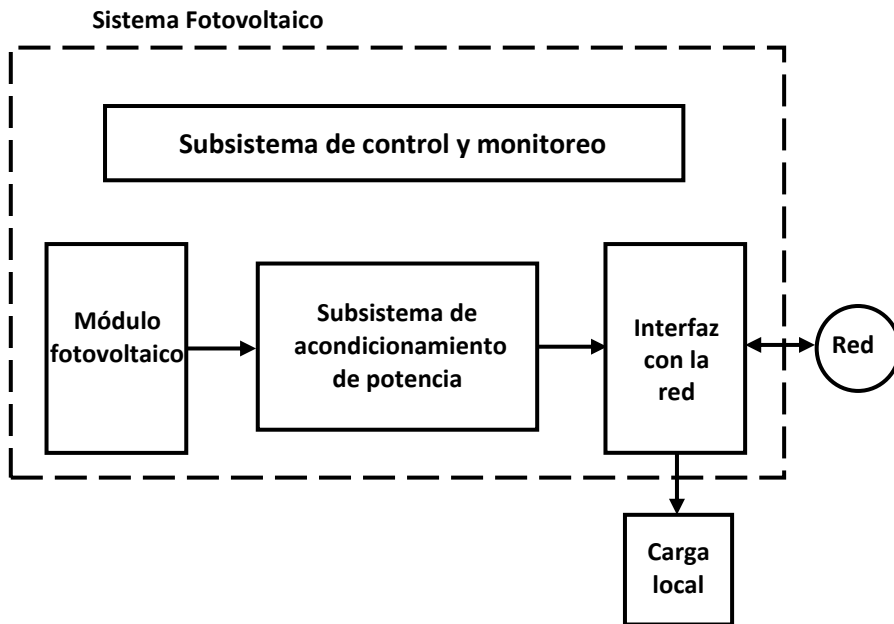 Sistema Fotovoltaico
Subsistema de control y monitoreo
Módulo
fotovoltaico
Subsistema de
acondicionamiento
de potencia
Interfaz
con la
red
Red
Carga
local